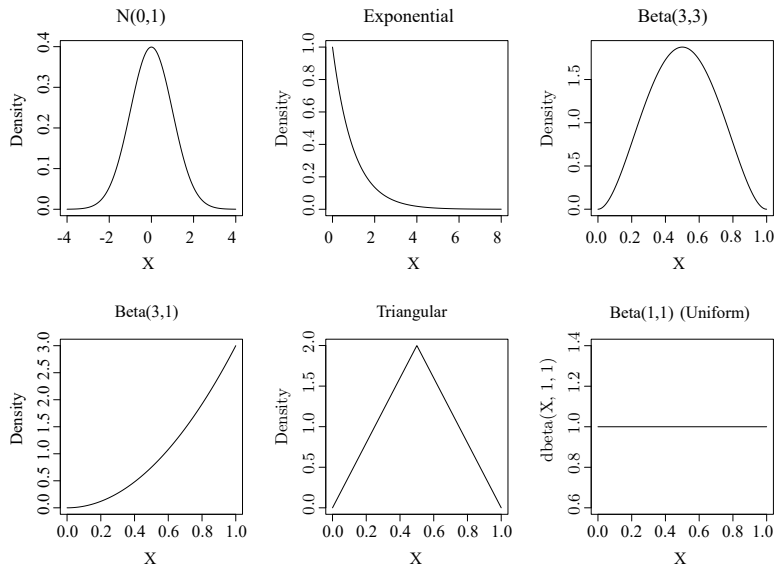 N(0,1)
Density
0.0 0.1 0.2 0.3 0.4
-4 -2 0 2 4
X
Exponential
Density
0.0 0.2 0.4 0.6 0.8 1.0
0 2 4 6 8
X
Beta(3,3)
Density
0.0 0.5 1.0 1.5
0.0 0.2 0.4 0.6 0.8 1.0
X
Beta(3,1)
Density
0.0 0.5 1.0 1.5 2.0 2.5 3.0
0.0 0.2 0.4 0.6 0.8 1.0
X
Triangular
Density
0.0 0.5 1.0 1.5 2.0
0.0 0.2 0.4 0.6 0.8 1.0
X
Beta(1,1) (Uniform)
dbeta(X, 1, 1)
0.6 0.8 1.0 1.2 1.4
0.0 0.2 0.4 0.6 0.8 1.0
X